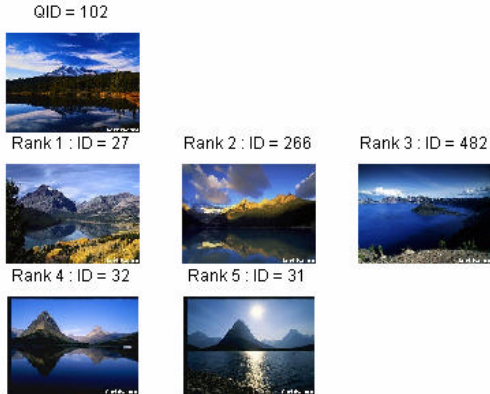 QID = 102
Rank 1 : ID = 27
Rank 2 : ID = 266
Rank 3 : ID = 482
Rank 4 : ID = 32
Rank 5 : ID = 31